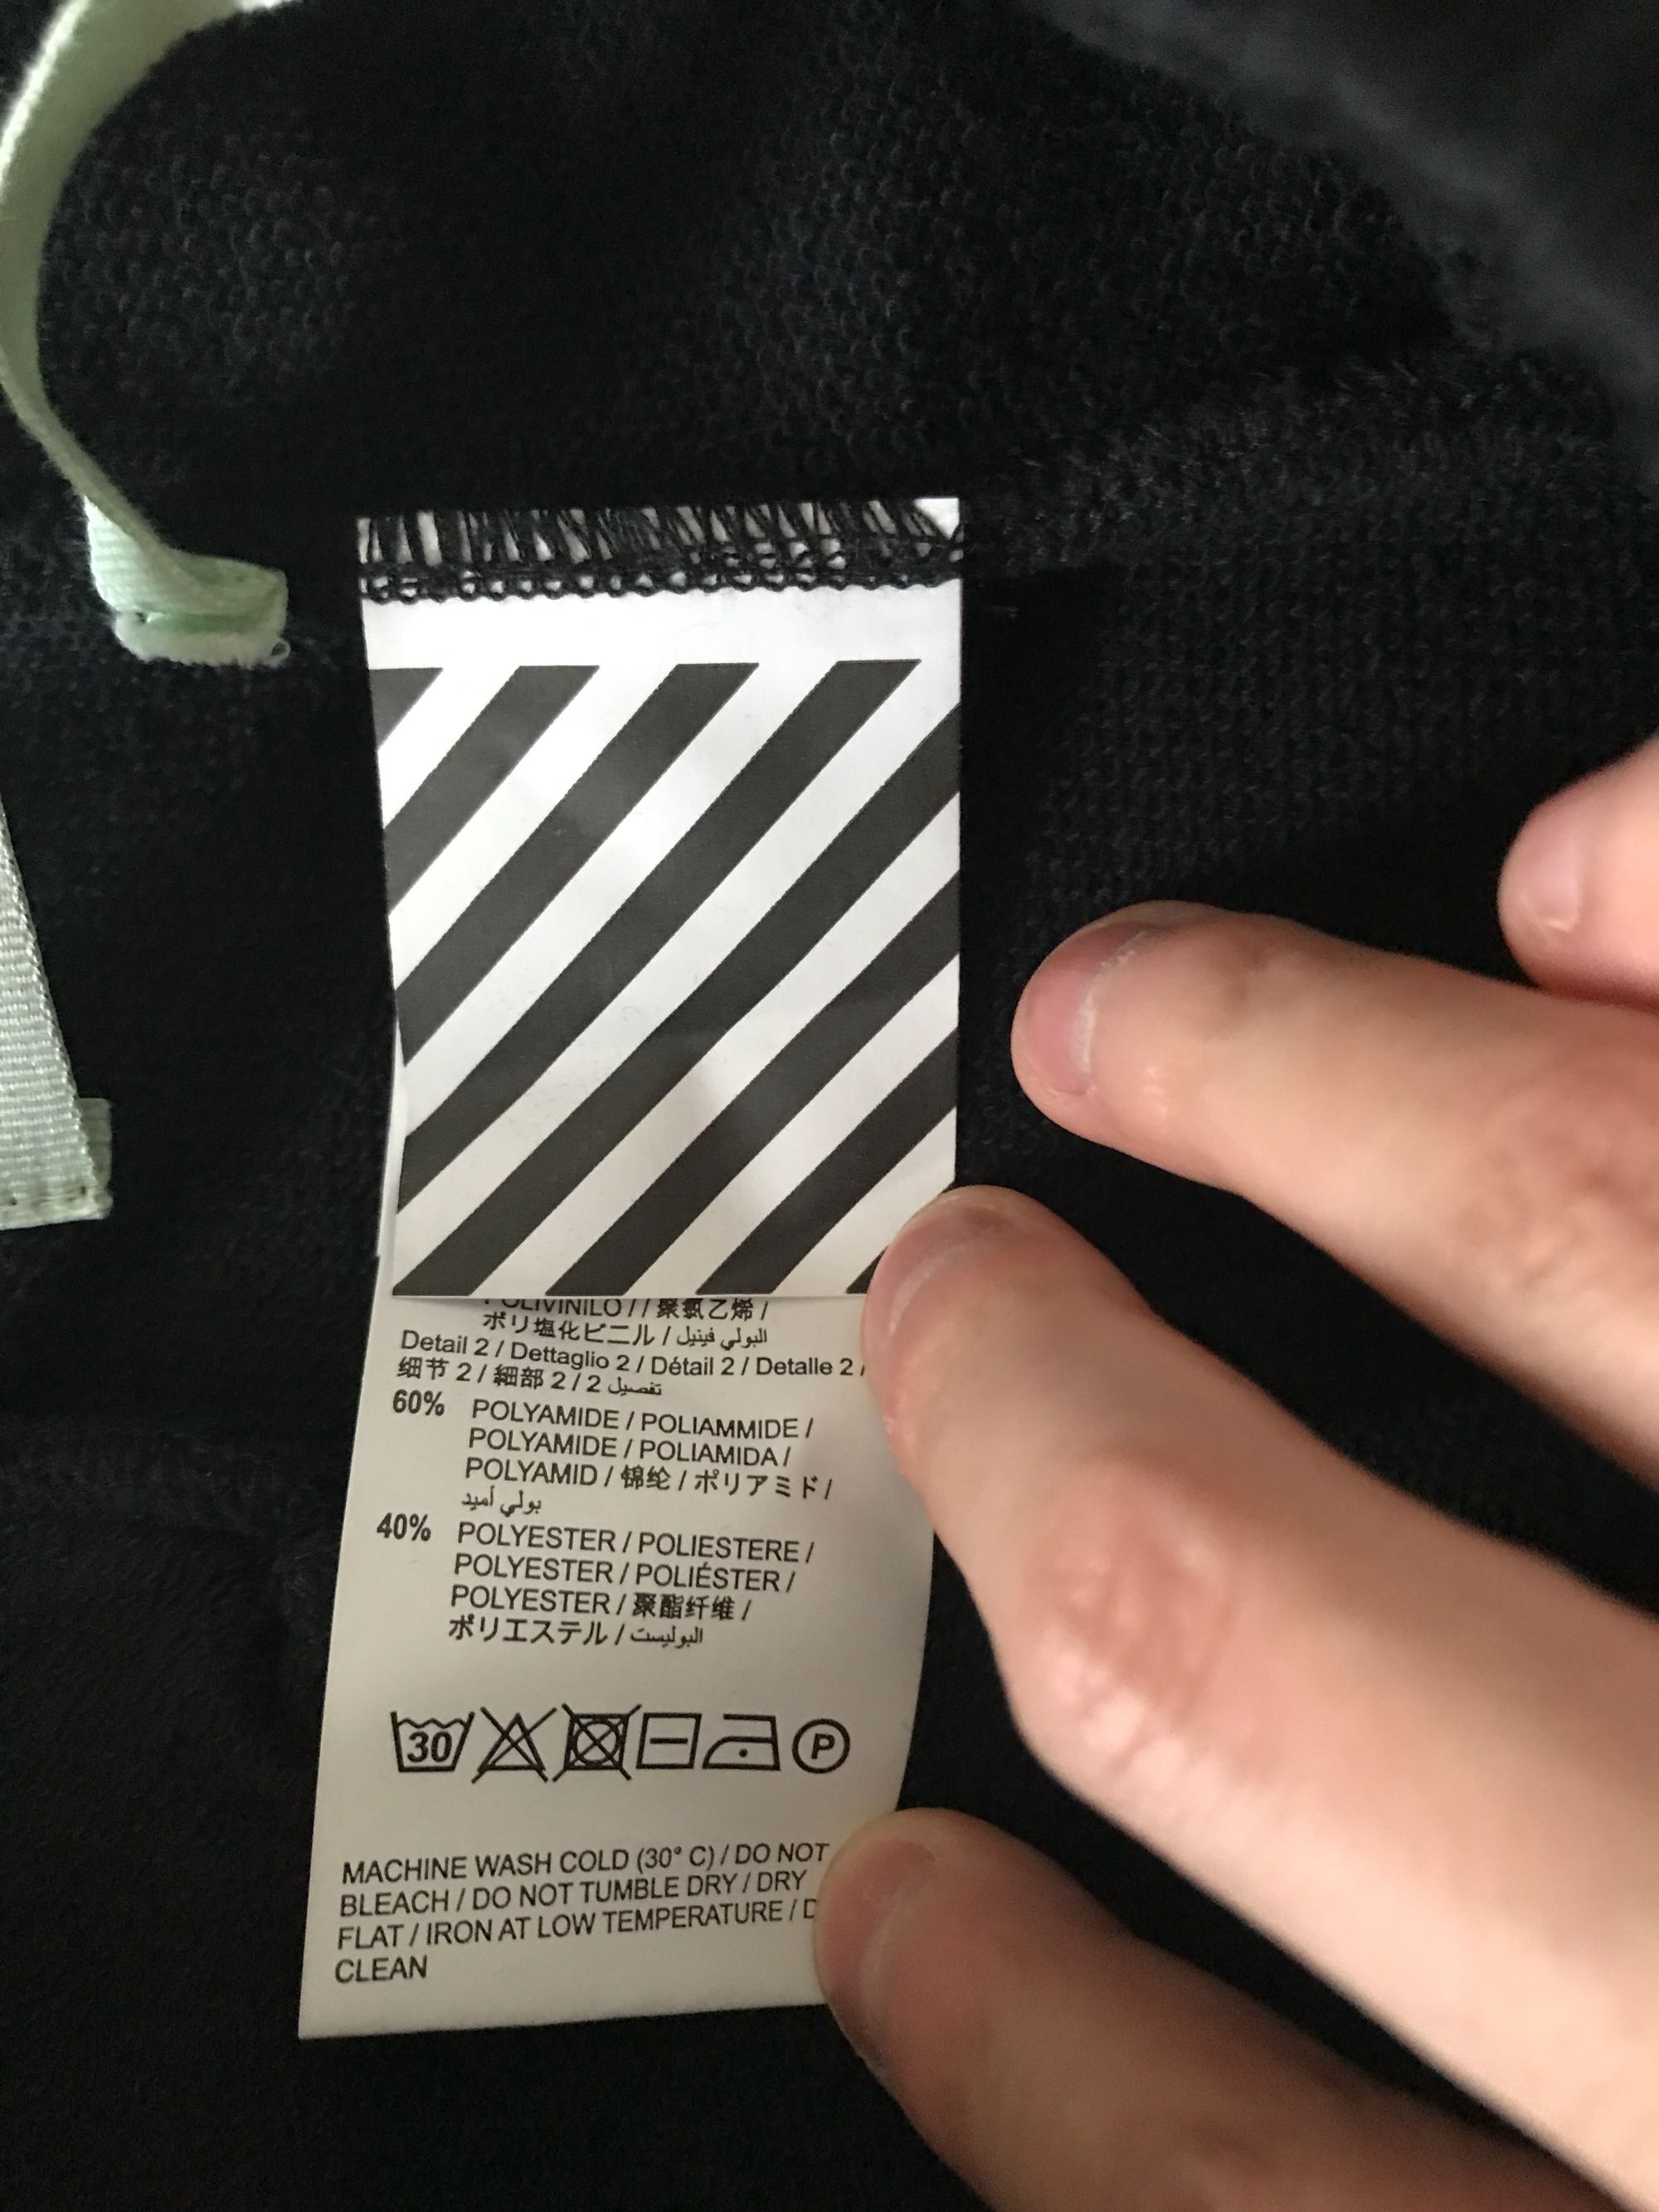 POLIVINILO / / 聚氯乙烯 /
ポリ塩化ビニル / البولي فينيل
Detail 2 / Dettaglio 2 / Détail 2 / Detalle 2 /
细节 2 / 細部 2 / 2 تفصيل
60% POLYAMIDE / POLIAMMIDE /
POLYAMIDE / POLIAMIDA /
POLYAMID / 锦纶 / ポリアミド /
بولي أميد
40% POLYESTER / POLIESTERE /
POLYESTER / POLIÉSTER /
POLYESTER / 聚酯纤维 /
ポリエステル / البوليست
30 P
MACHINE WASH COLD (30° C) / DO NOT
BLEACH / DO NOT TUMBLE DRY / DRY
FLAT / IRON AT LOW TEMPERATURE /
CLEAN